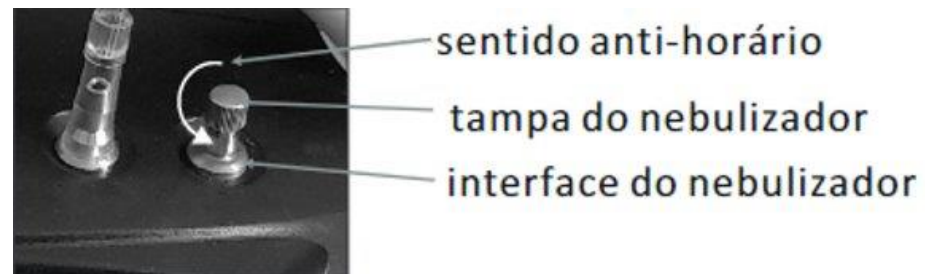 sentido anti-horário
tampa do nebulizador
interface do nebulizador